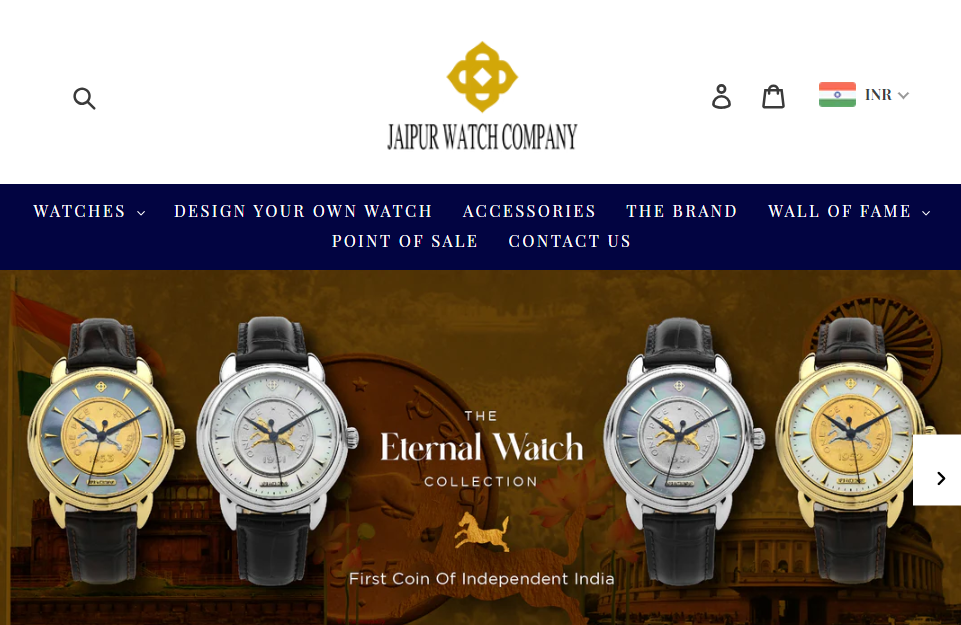 JAIPUR WATCH COMPANY
INR
WATCHES DESIGN YOUR OWN WATCH ACCESSORIES THE BRAND WALL OF FAME
POINT OF SALE CONTACT US
THE
Eternal Watch
COLLECTION
First Coin Of Independent India